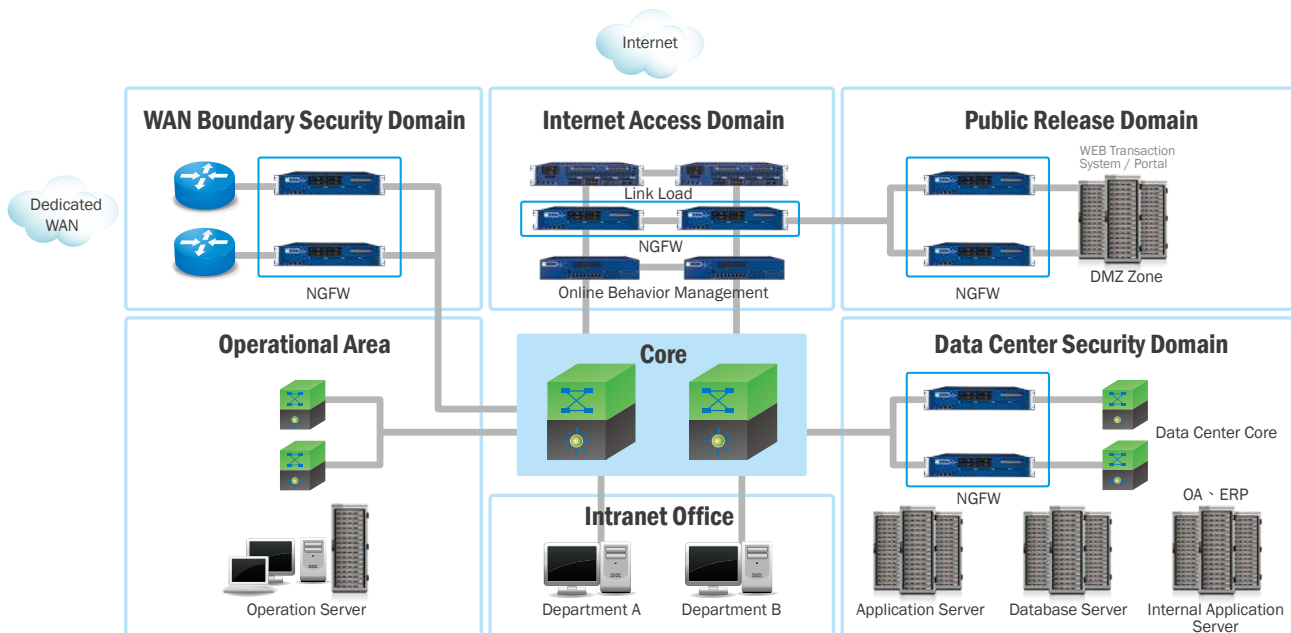 Internet
WAN Boundary Security Domain
Internet Access Domain
Public Release Domain
WEB Transaction
System / Portal
Link Load
Dedicated
WAN
NGFW
Online Behavior Management
NGFW
NGFW
DMZ Zone
Operational Area
Core
Data Center Security Domain
Data Center Core
NGFW
OA、ERP
Intranet Office
Operation Server
Department A
Department B
Application Server
Database Server
Internal Application
Server